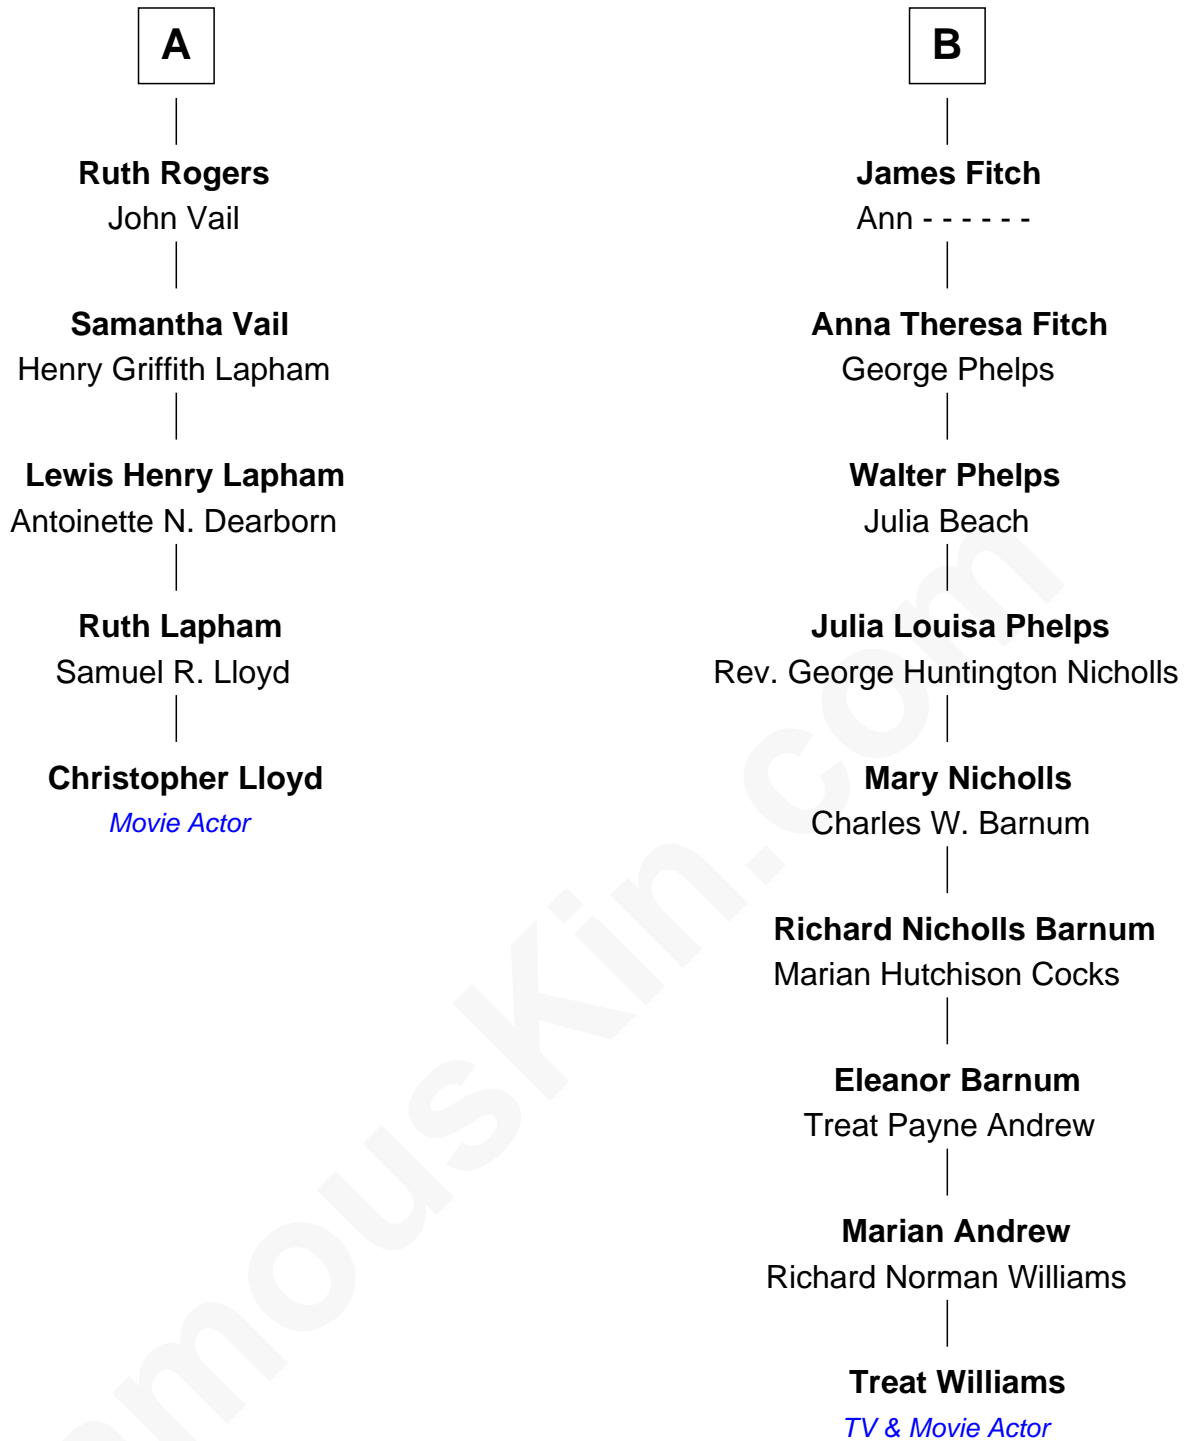 A
Ruth Rogers
John Vail
Samantha Vail
Henry Griffith Lapham
Lewis Henry Lapham
Antoinette N. Dearborn
Ruth Lapham
Samuel R. Lloyd
Christopher Lloyd
Movie Actor
B
James Fitch
Ann - - - - - -
Anna Theresa Fitch
George Phelps
Walter Phelps
Julia Beach
Julia Louisa Phelps
Rev. George Huntington Nicholls
Mary Nicholls
Charles W. Barnum
Richard Nicholls Barnum
Marian Hutchison Cocks
Eleanor Barnum
Treat Payne Andrew
Marian Andrew
Richard Norman Williams
Treat Williams
TV & Movie Actor
amouskin.com